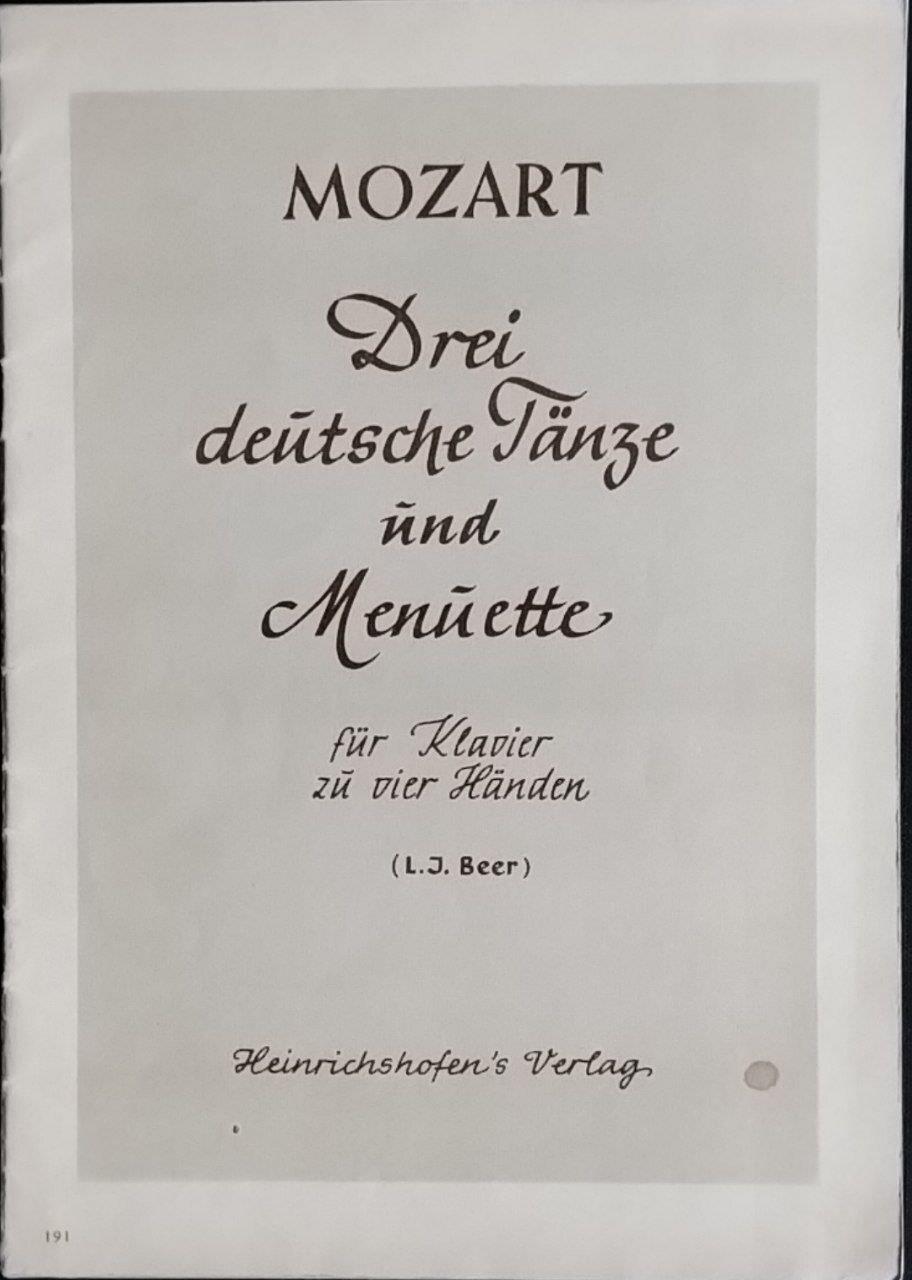 MOZART
Drei
deutsche Tänze
und
Menuette
für Klavier
zu vier Händen
(L.J. Beer)
Heinrichshofen's Verlag
191